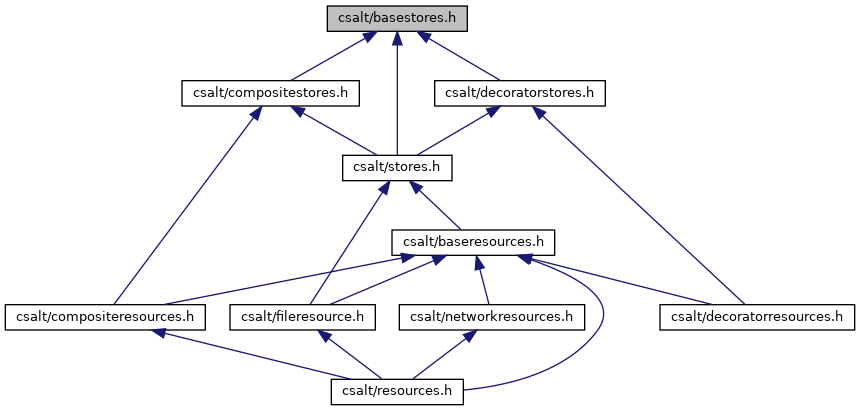 csalt/basestores.h
csalt/compositestores.h
csalt/decoratorstores.h
csalt/stores.h
csalt/baseresources.h
csalt/compositeresources.h
csalt/fileresource.h
csalt/networkresources.h
csalt/decoratorresources.h
csalt/resources.h